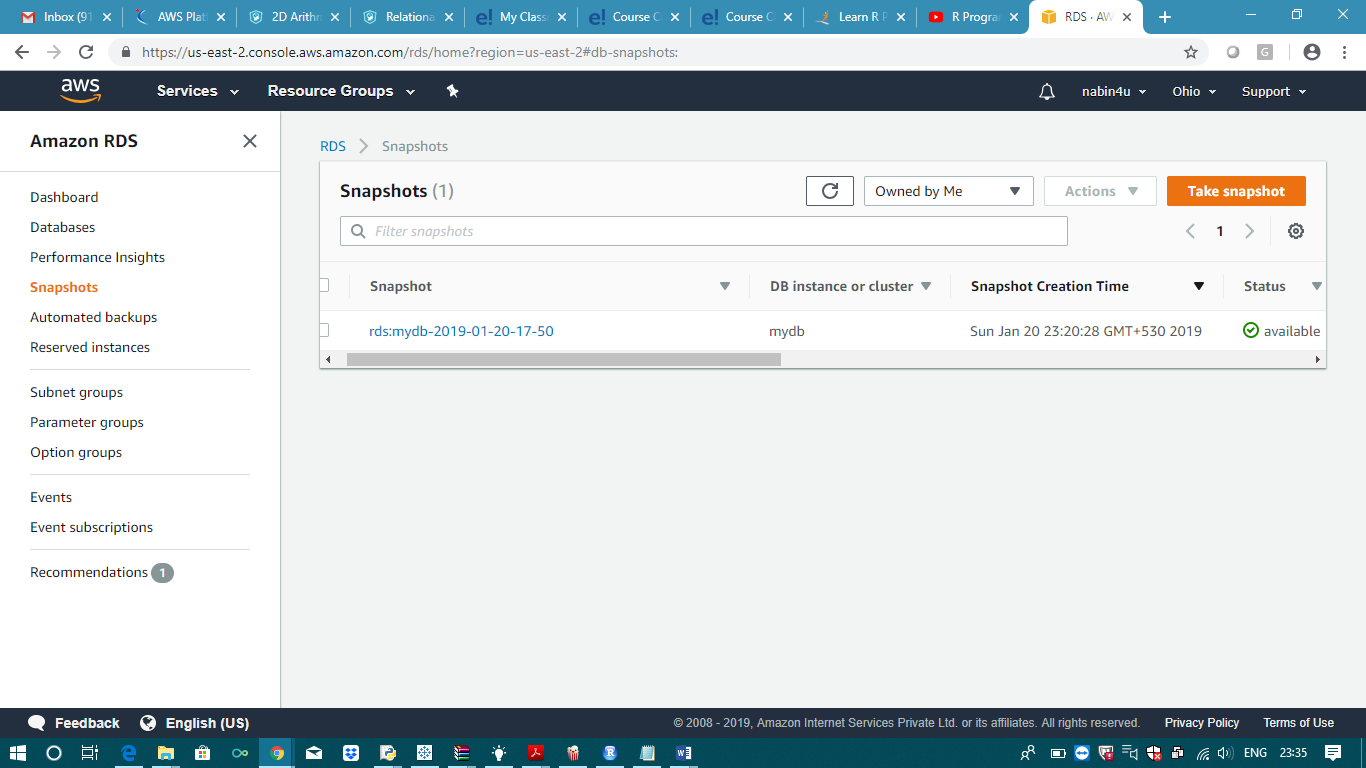 Inbox (91
AWS Plat
2D Arithm
Relationa
e! My Class
e! Course C
e! Course C
Learn R P
R Progra
RDS · AW
https://us-east-2.console.aws.amazon.com/rds/home?region=us-east-2#db-snapshots:
G
aws Services Resource Groups nabin4u Ohio Support
Amazon RDS
Dashboard
Databases
Performance Insights
Snapshots
Automated backups
Reserved instances
Subnet groups
Parameter groups
Option groups
Events
Event subscriptions
Recommendations 1
RDS Snapshots
Snapshots (1) Owned by Me Actions Take snapshot
Filter snapshots 1
Snapshot DB instance or cluster Snapshot Creation Time Status
rds:mydb-2019-01-20-17-50 mydb Sun Jan 20 23:20:28 GMT+530 2019 available
Feedback English (US) © 2008 - 2019, Amazon Internet Services Private Ltd. or its affiliates. All rights reserved. Privacy Policy Terms of Use
ENG 23:35